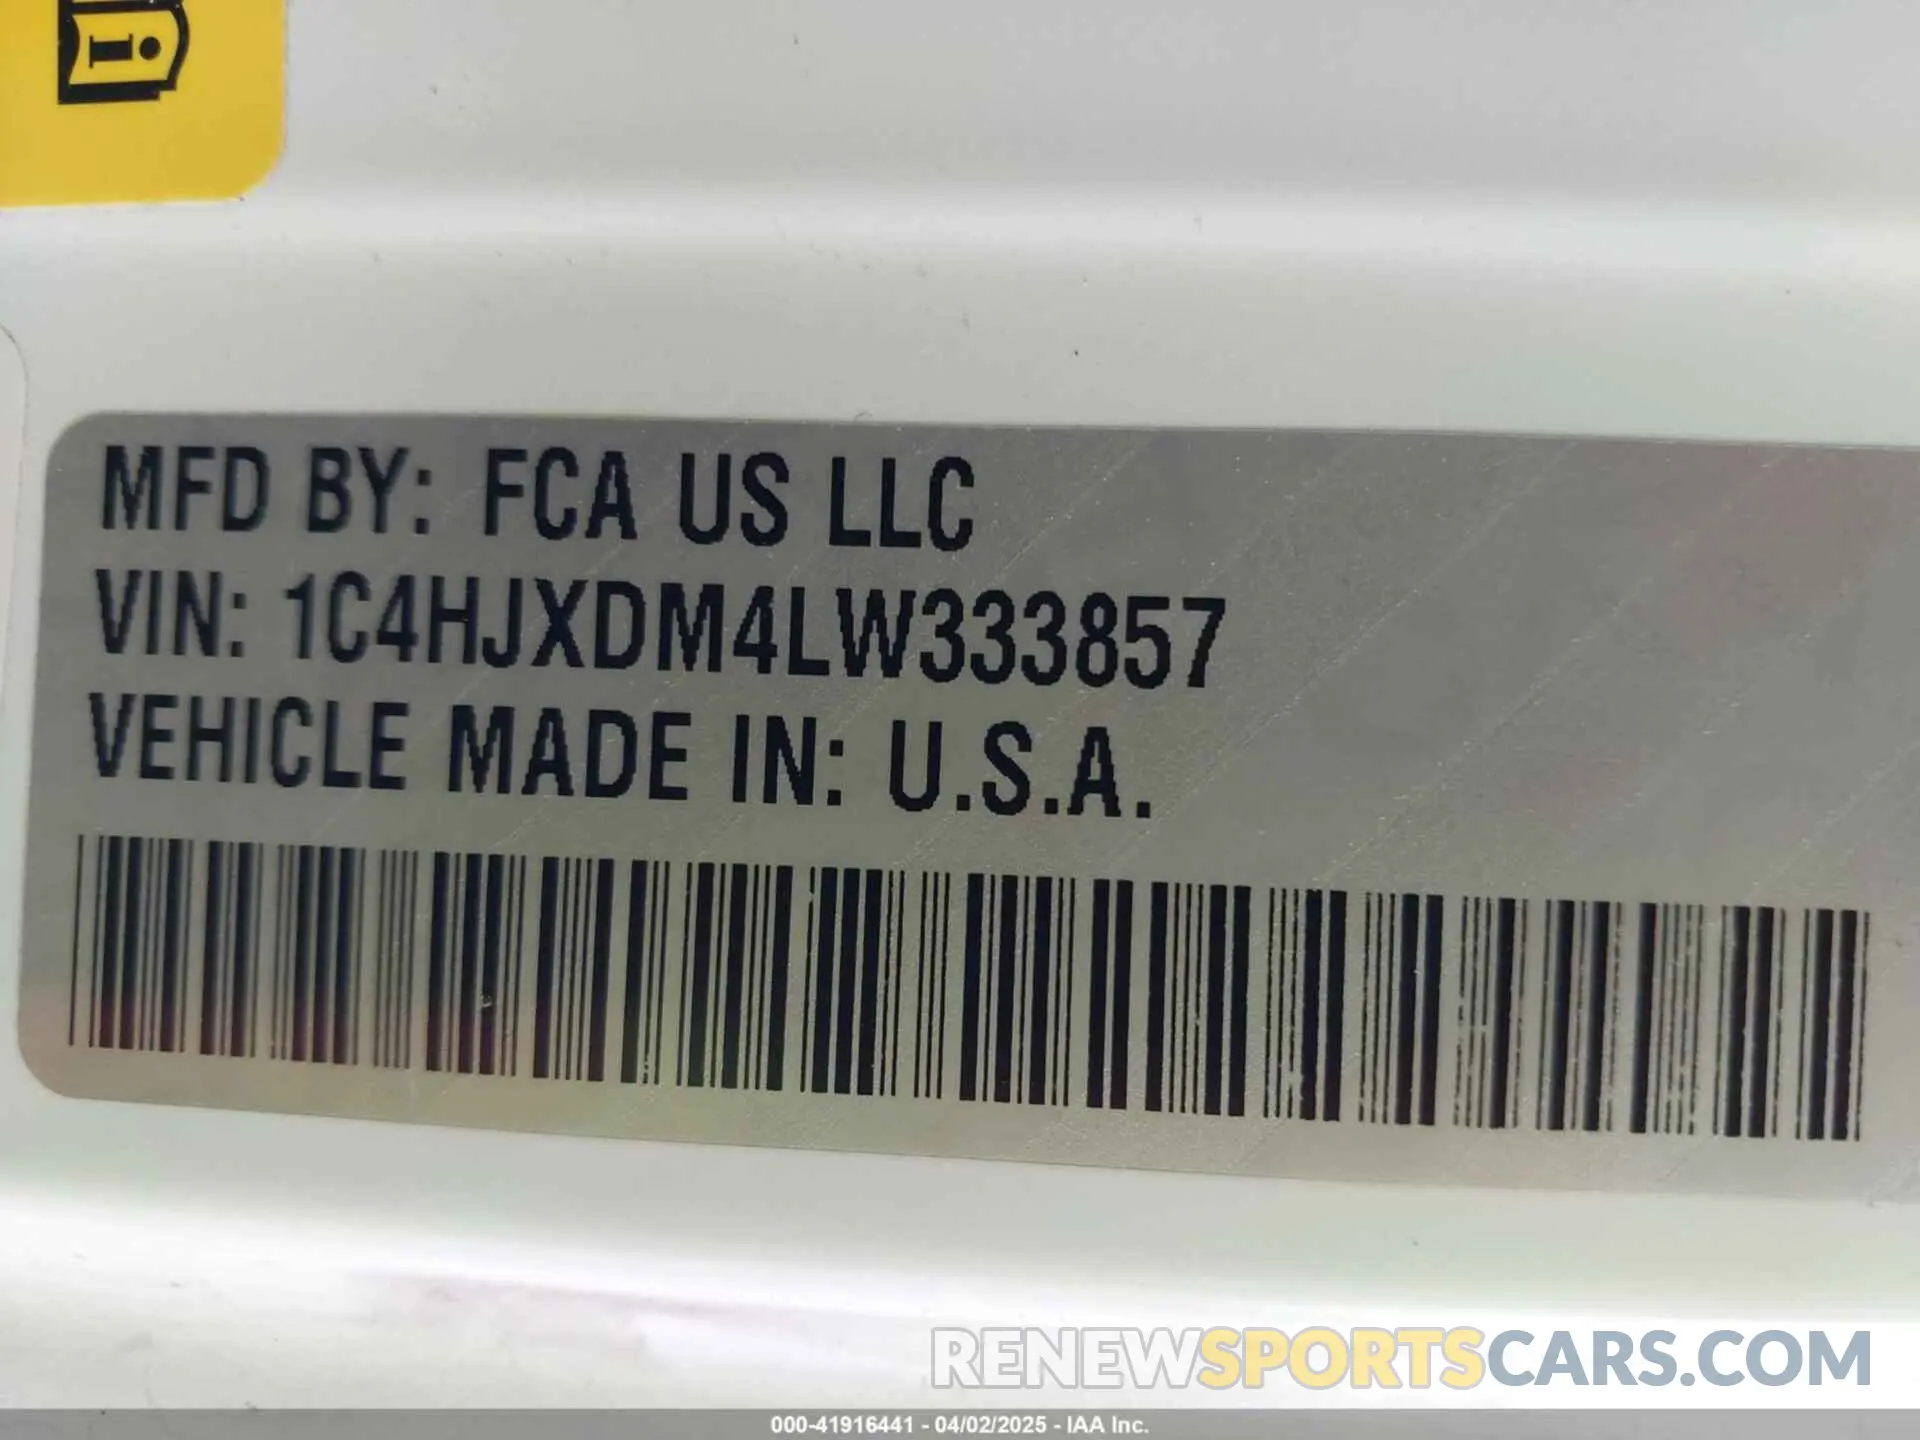 i
MFD BY: FCA US LLC
VIN: 1C4HJXDM4LW333857
VEHICLE MADE IN: U.S.A.
RENEWSPORTSCARS.COM
000-41916441 - 04/02/2025 - IAA Inc.